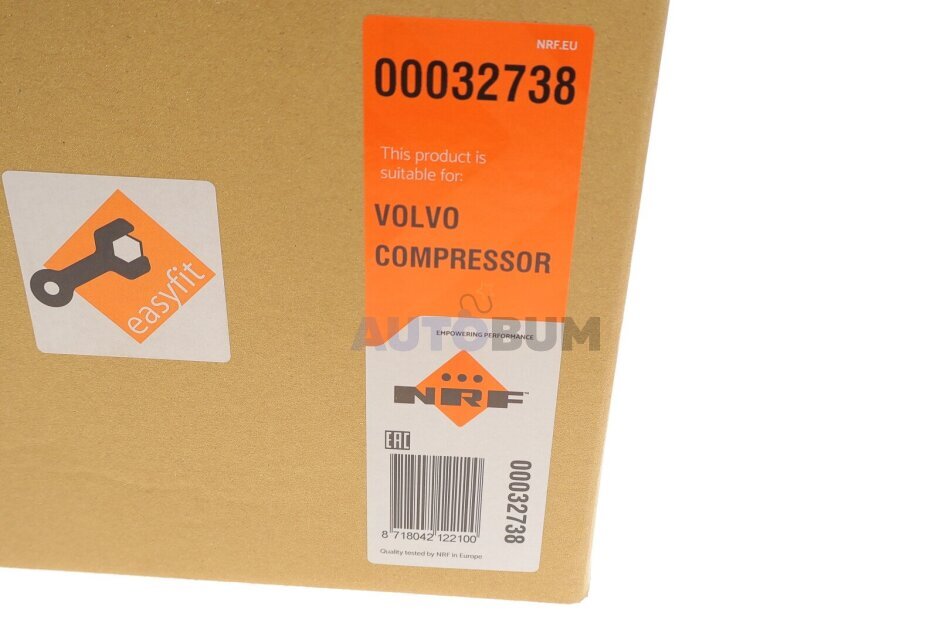 NRF.EU
00032738
This product is
suitable for:
VOLVO
COMPRESSOR
easyfit
AUTOBUM
EMPOWERING PERFORMANCE
NRF™
EAC
00032738
8 718042 122100
Quality tested by NRF in Europe